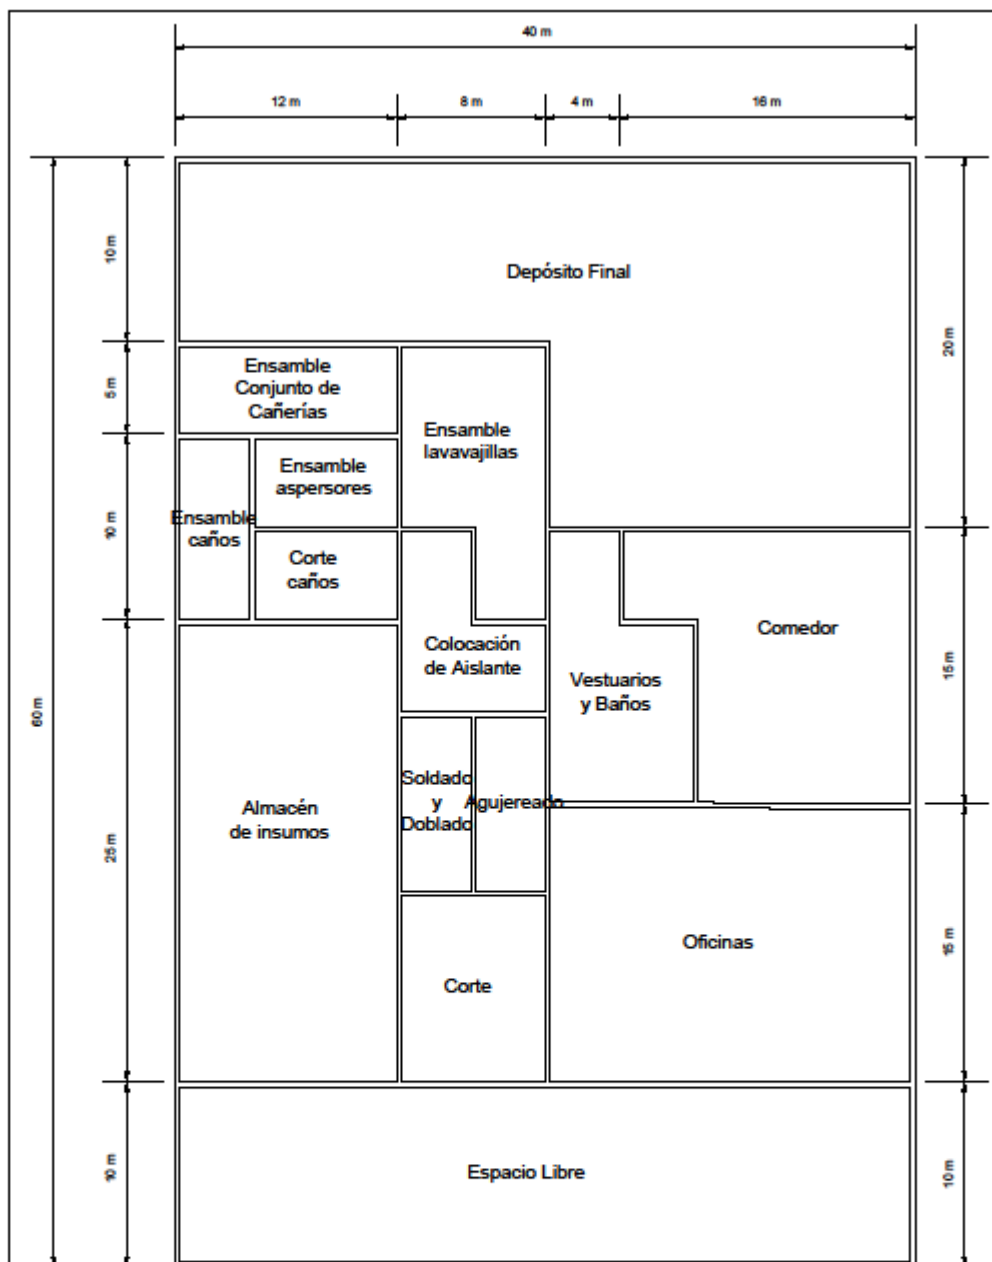 40 m
12 m
8 m
4 m
16 m
10 m
Depósito Final
20 m
5 m
Ensamble
Conjunto de
Cañerías
Ensamble
lavavajillas
10 m
Ensamble
aspersores
Ensamble
caños
Corte
caños
Comedor
15 m
Colocación
de Aislante
Vestuarios
y Baños
60 m
25 m
Almacén
de insumos
Soldado
y
Doblado
Agujereado
Oficinas
15 m
Corte
10 m
Espacio Libre
10 m